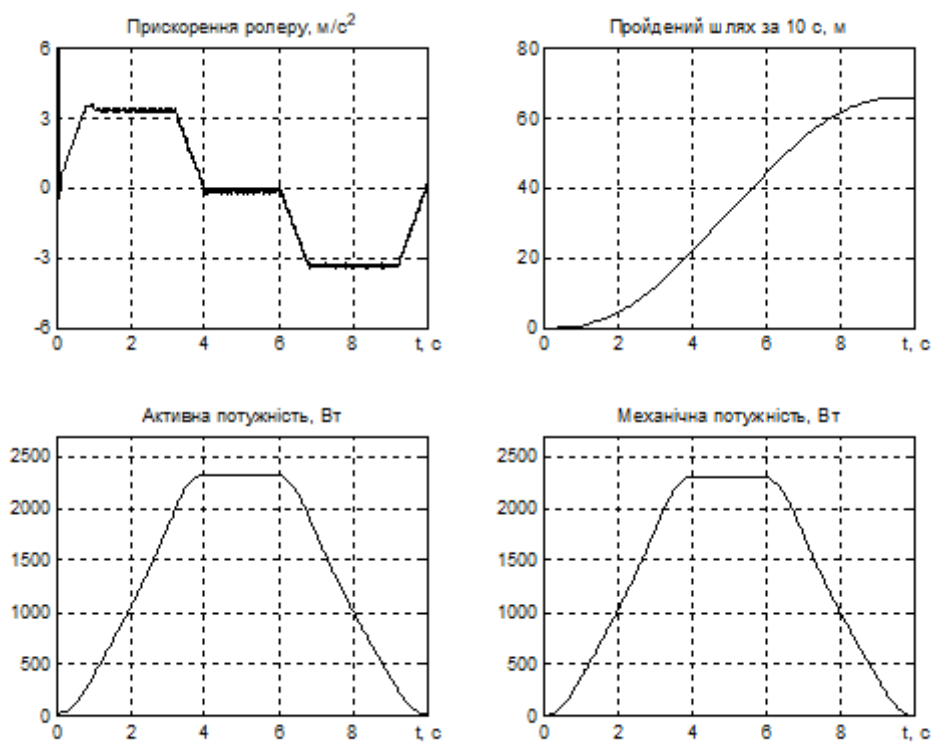 Прискорення ролеру, м/с²
6
3
0
-3
-6
0 2 4 6 8 t, с
Пройдений шлях за 10 с, м
80
60
40
20
0
0 2 4 6 8 t, с
Активна потужність, Вт
2500
2000
1500
1000
500
0
0 2 4 6 8 t, с
Механічна потужність, Вт
2500
2000
1500
1000
500
0
0 2 4 6 8 t, с